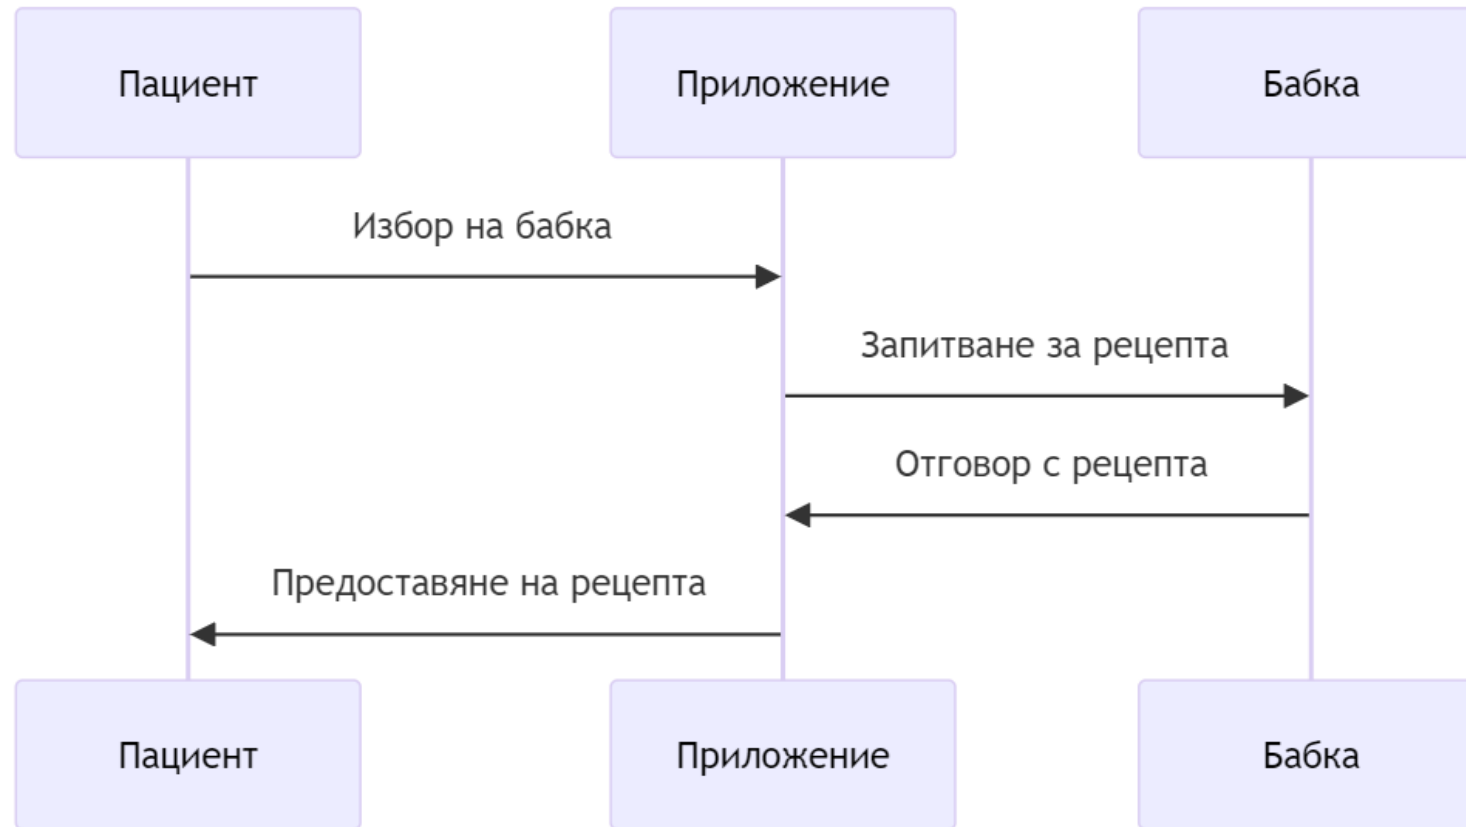 Пациент
Приложение
Бабка
Избор на бабка
Запитване за рецепта
Отговор с рецепта
Предоставяне на рецепта
Пациент
Приложение
Бабка